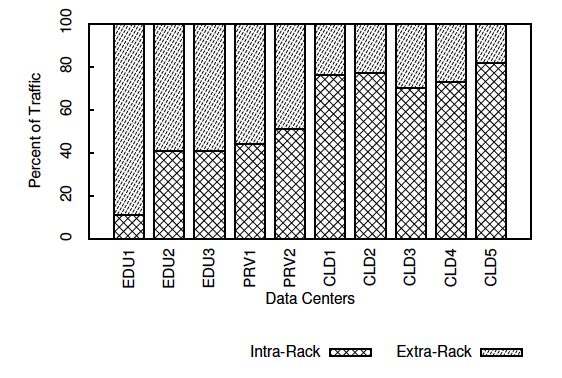 Percent of Traffic
100
80
60
40
20
0
EDU1 EDU2 EDU3 PRV1 PRV2 CLD1 CLD2 CLD3 CLD4 CLD5
Data Centers
Intra-Rack Extra-Rack